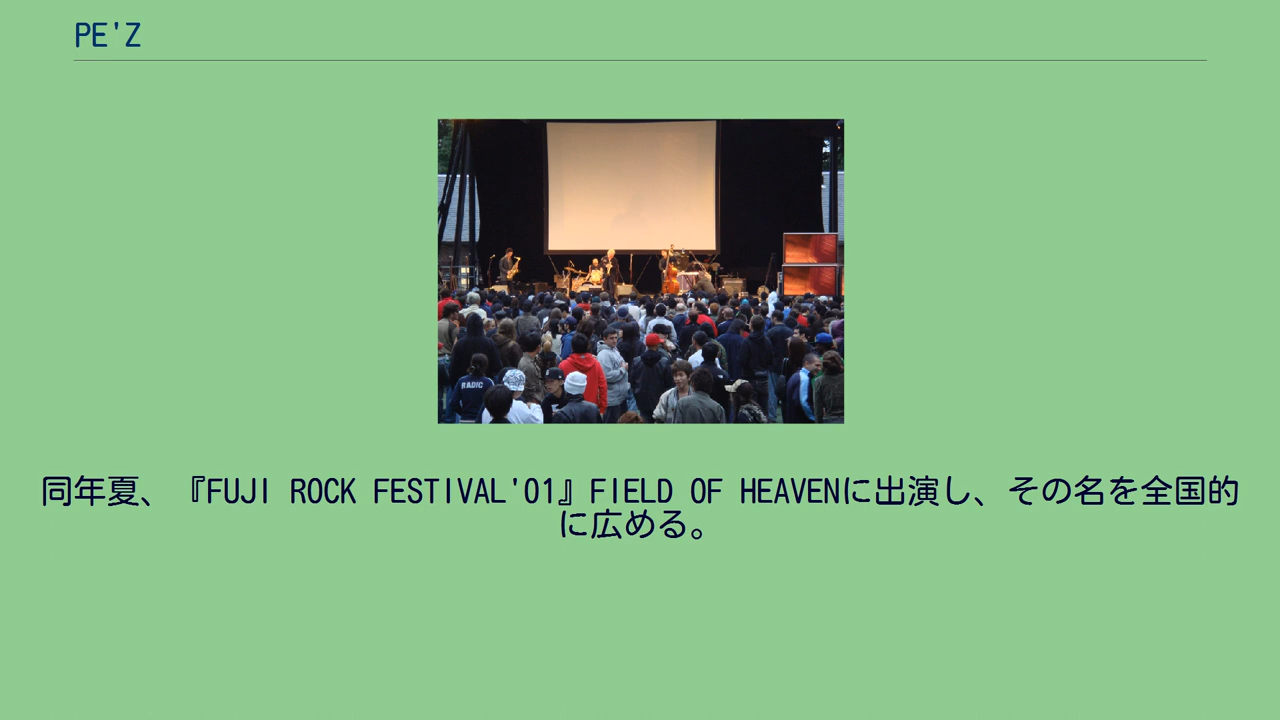 PE'Z
RADIC
同年夏、『FUJI ROCK FESTIVAL'01』FIELD OF HEAVENに出演し、その名を全国的
に広める。